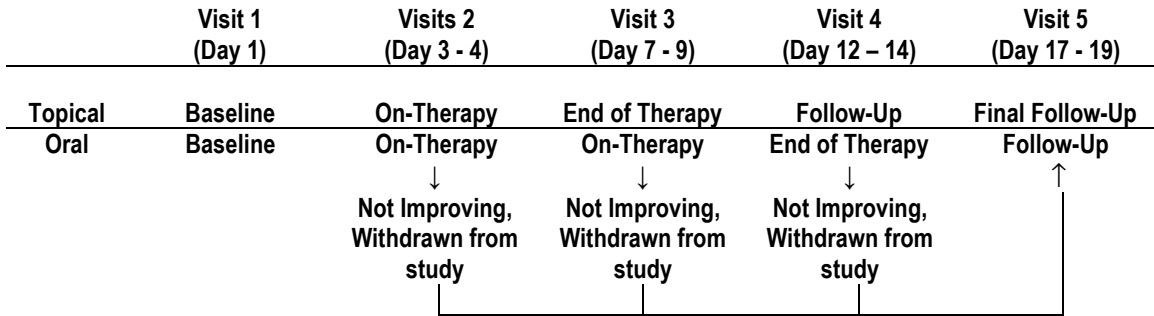 Visit 1 Visits 2 Visit 3 Visit 4 Visit 5
(Day 1) (Day 3 - 4) (Day 7 - 9) (Day 12 – 14) (Day 17 - 19)
Topical Baseline On-Therapy End of Therapy Follow-Up Final Follow-Up
Oral Baseline On-Therapy On-Therapy End of Therapy Follow-Up
↓ ↓ ↓ ↑
Not Improving, Not Improving, Not Improving,
Withdrawn from Withdrawn from Withdrawn from
study study study